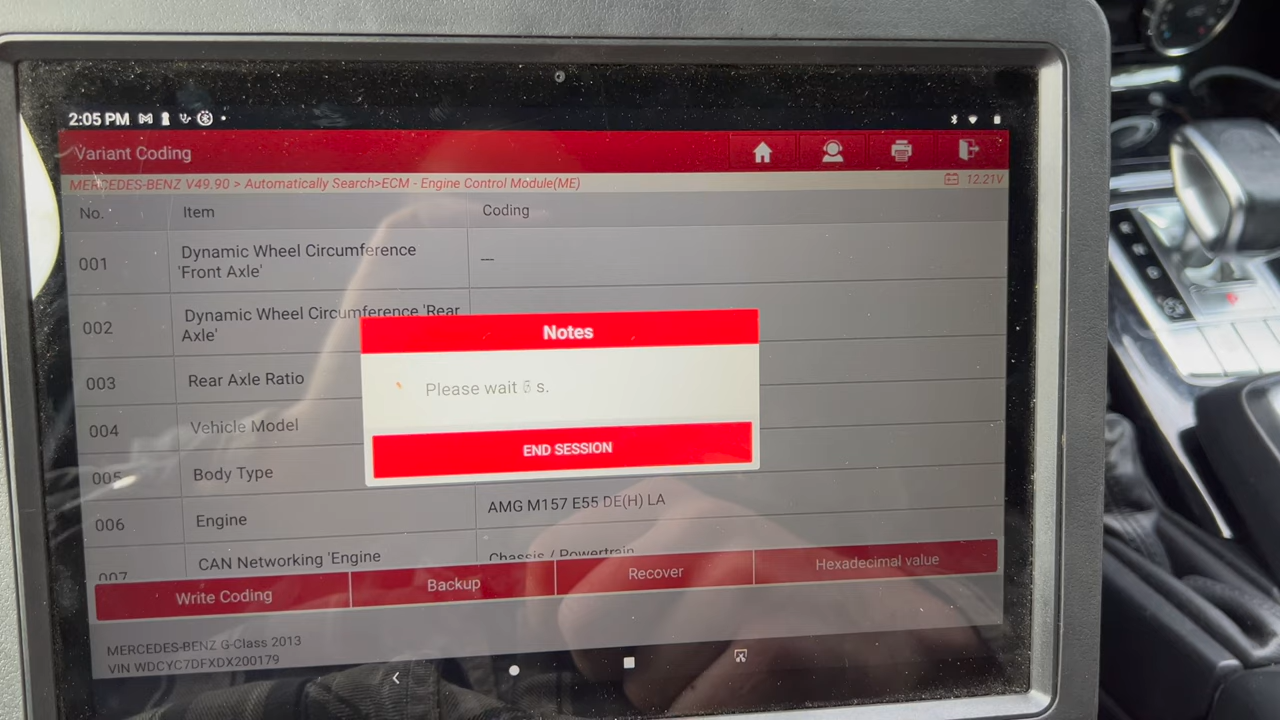 2:05 PM
Variant Coding
MERCEDES-BENZ V49.90 > Automatically Search>ECM - Engine Control Module(ME)
12.21V
No. Item Coding
001 Dynamic Wheel Circumference 'Front Axle' —
002 Dynamic Wheel Circumference 'Rear Axle'
003 Rear Axle Ratio
004 Vehicle Model
005 Body Type
006 Engine AMG M157 E55 DE(H) LA
007 CAN Networking 'Engine Chassis / Powertrain
Notes
Please wait s.
END SESSION
Write Coding Backup Recover Hexadecimal value
MERCEDES-BENZ G-Class 2013
VIN WDCYC7DFXDX200179